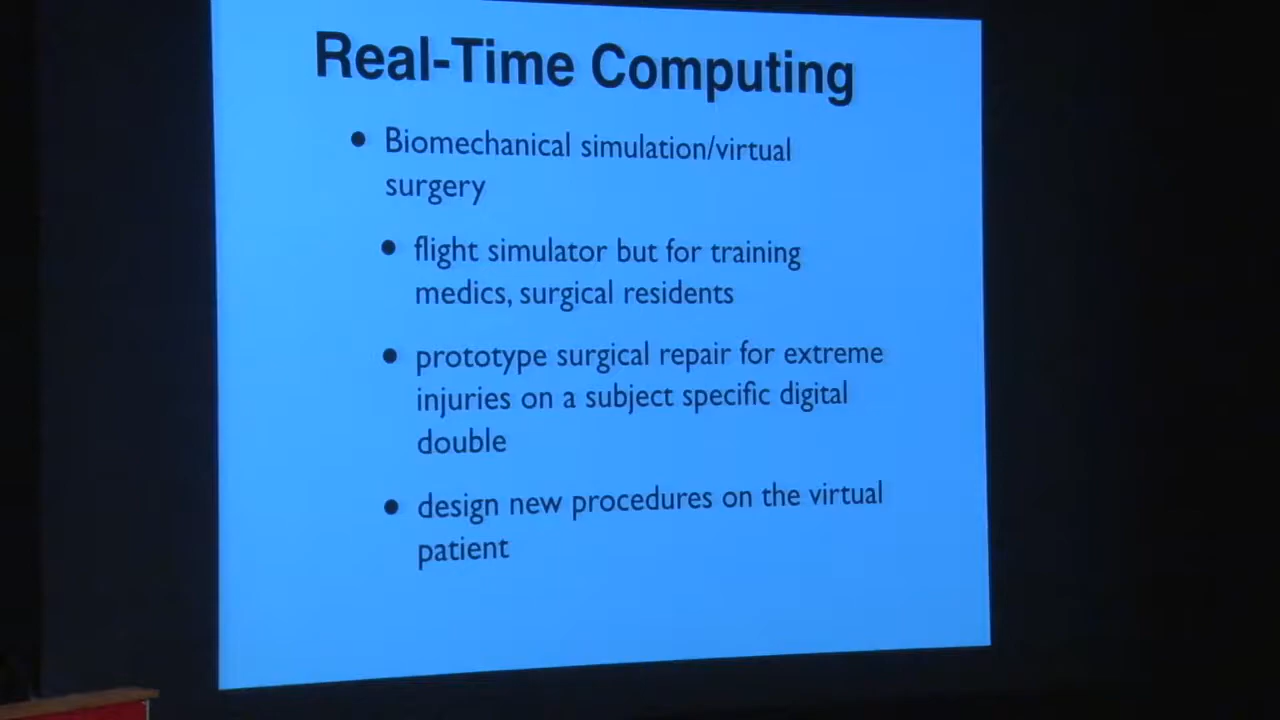 Real-Time Computing
• Biomechanical simulation/virtual
surgery
• flight simulator but for training
medics, surgical residents
• prototype surgical repair for extreme
injuries on a subject specific digital
double
• design new procedures on the virtual
patient